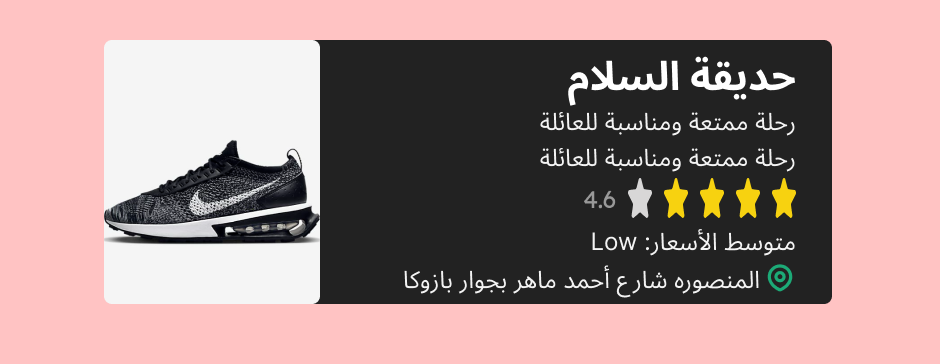 حديقة السلام
رحلة ممتعة ومناسبة للعائلة
رحلة ممتعة ومناسبة للعائلة
4.6
متوسط الأسعار: Low
المنصوره شارع أحمد ماهر بجوار بازوكا